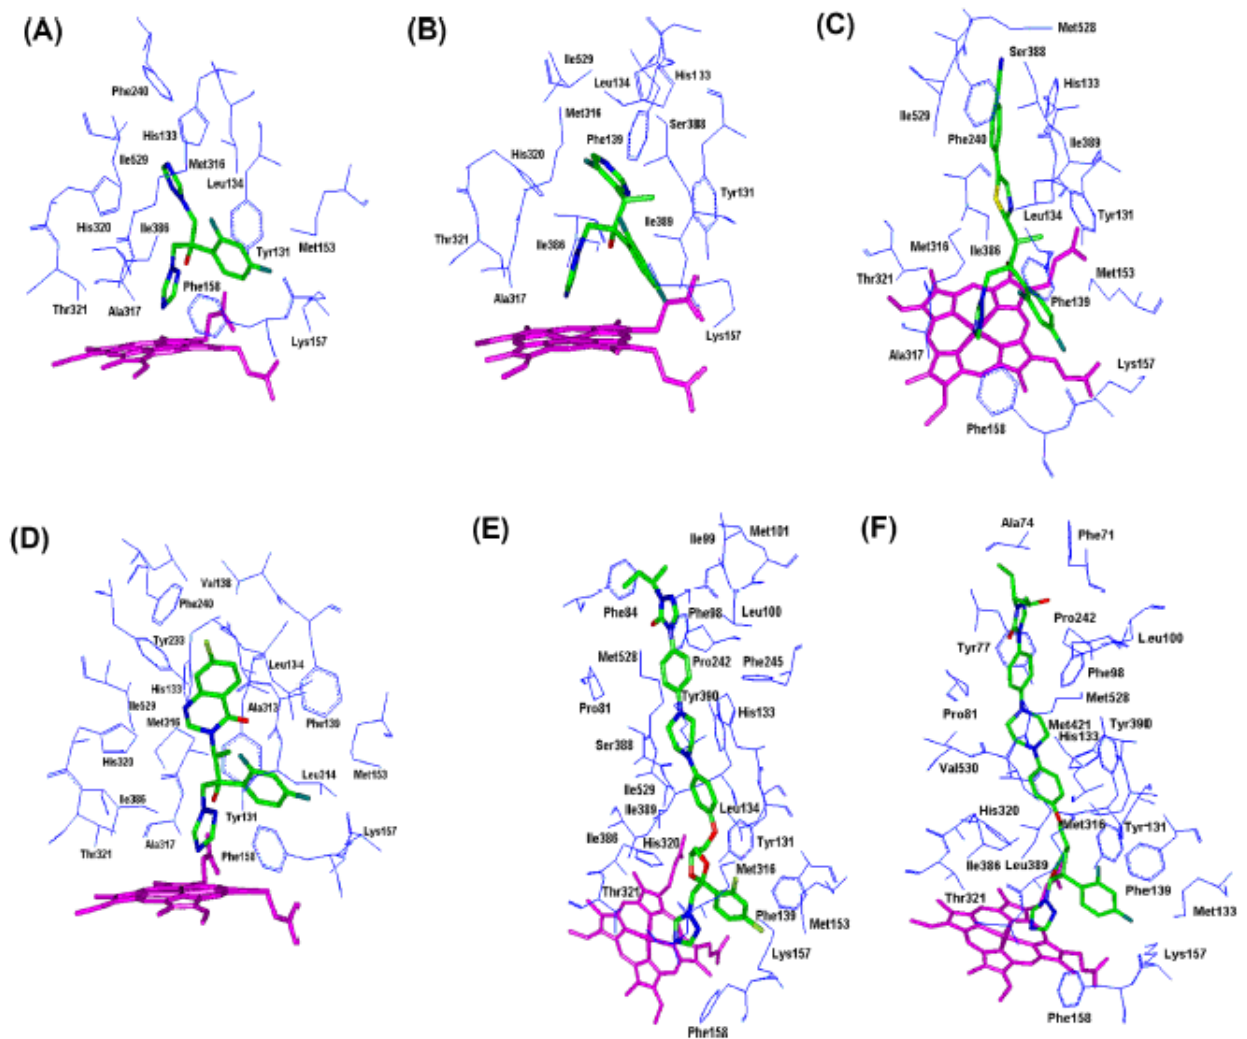 (A)
Phe240
His133
Ile529
Met316
Leu134
His320
Ile386
Tyr131
Met153
Phe158
Thr321
Ala317
Lys157
(B)
Ile529
Leu134
His133
Met316
Phe139
Ser388
His320
Tyr131
Thr321
Ile386
Ile389
Ala317
Lys157
(C)
Met528
Ser388
His133
Ile529
Phe240
Ile389
Leu134
Tyr131
Met316
Ile386
Thr321
Met153
Phe139
Ala317
Lys157
Phe158
(D)
Val138
Phe240
Tyr233
Leu134
His133
Ile529
Ala313
Met316
Phe139
His320
Leu214
Met153
Ile386
Tyr131
Thr321
Ala317
Phe158
Lys157
(E)
Ile99
Met101
Phe84
Phe98
Leu100
Met528
Pro242
Phe245
Pro81
Tyr390
His133
Ser388
Ile529
Ile389
Leu134
Ile386
His320
Tyr131
Met316
Thr321
Phe139
Met153
Lys157
Phe158
(F)
Ala74
Phe71
Pro242
Tyr77
Leu100
Phe98
Met528
Pro81
Met421
Tyr390
His133
Val530
His320
Met316
Tyr131
Ile386
Leu389
Phe139
Thr321
Met133
Lys157
Phe158